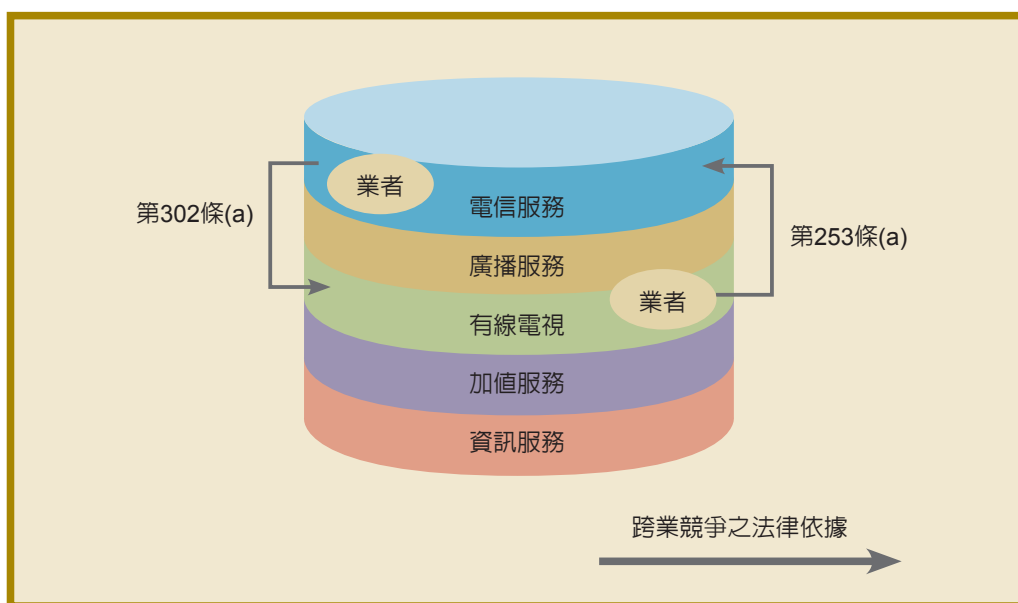 業者
第302條(a)
電信服務
第253條(a)
廣播服務
業者
有線電視
加值服務
資訊服務
跨業競爭之法律依據